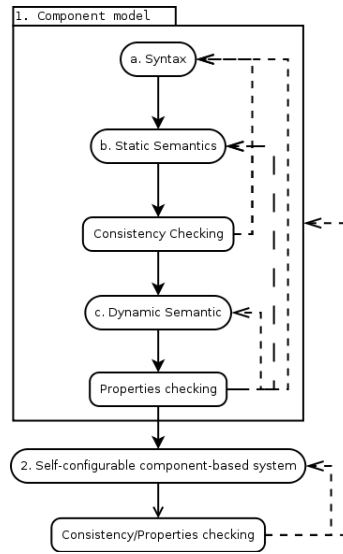 1. Component model
a. Syntax
b. Static Semantics
Consistency Checking
c. Dynamic Semantic
Properties checking
2. Self-configurable component-based system
Consistency/Properties checking